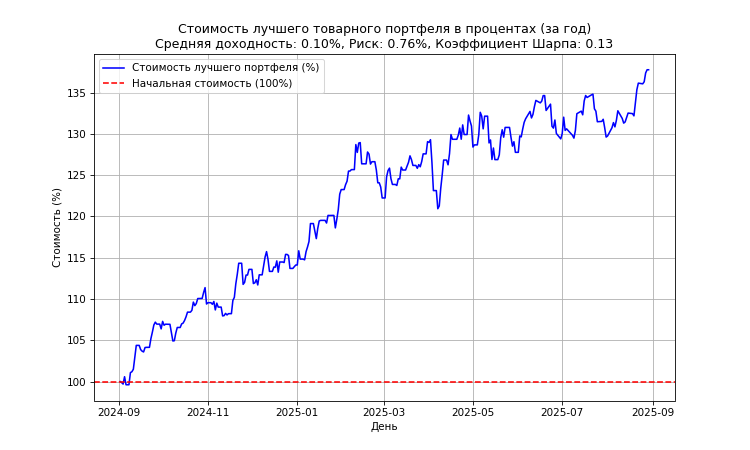 Стоимость лучшего товарного портфеля в процентах (за год)
Средняя доходность: 0.10%, Риск: 0.76%, Коэффициент Шарпа: 0.13
Стоимость лучшего портфеля (%)
Начальная стоимость (100%)
Стоимость (%)
135
130
125
120
115
110
105
100
2024-09
2024-11
2025-01
2025-03
2025-05
2025-07
2025-09
День